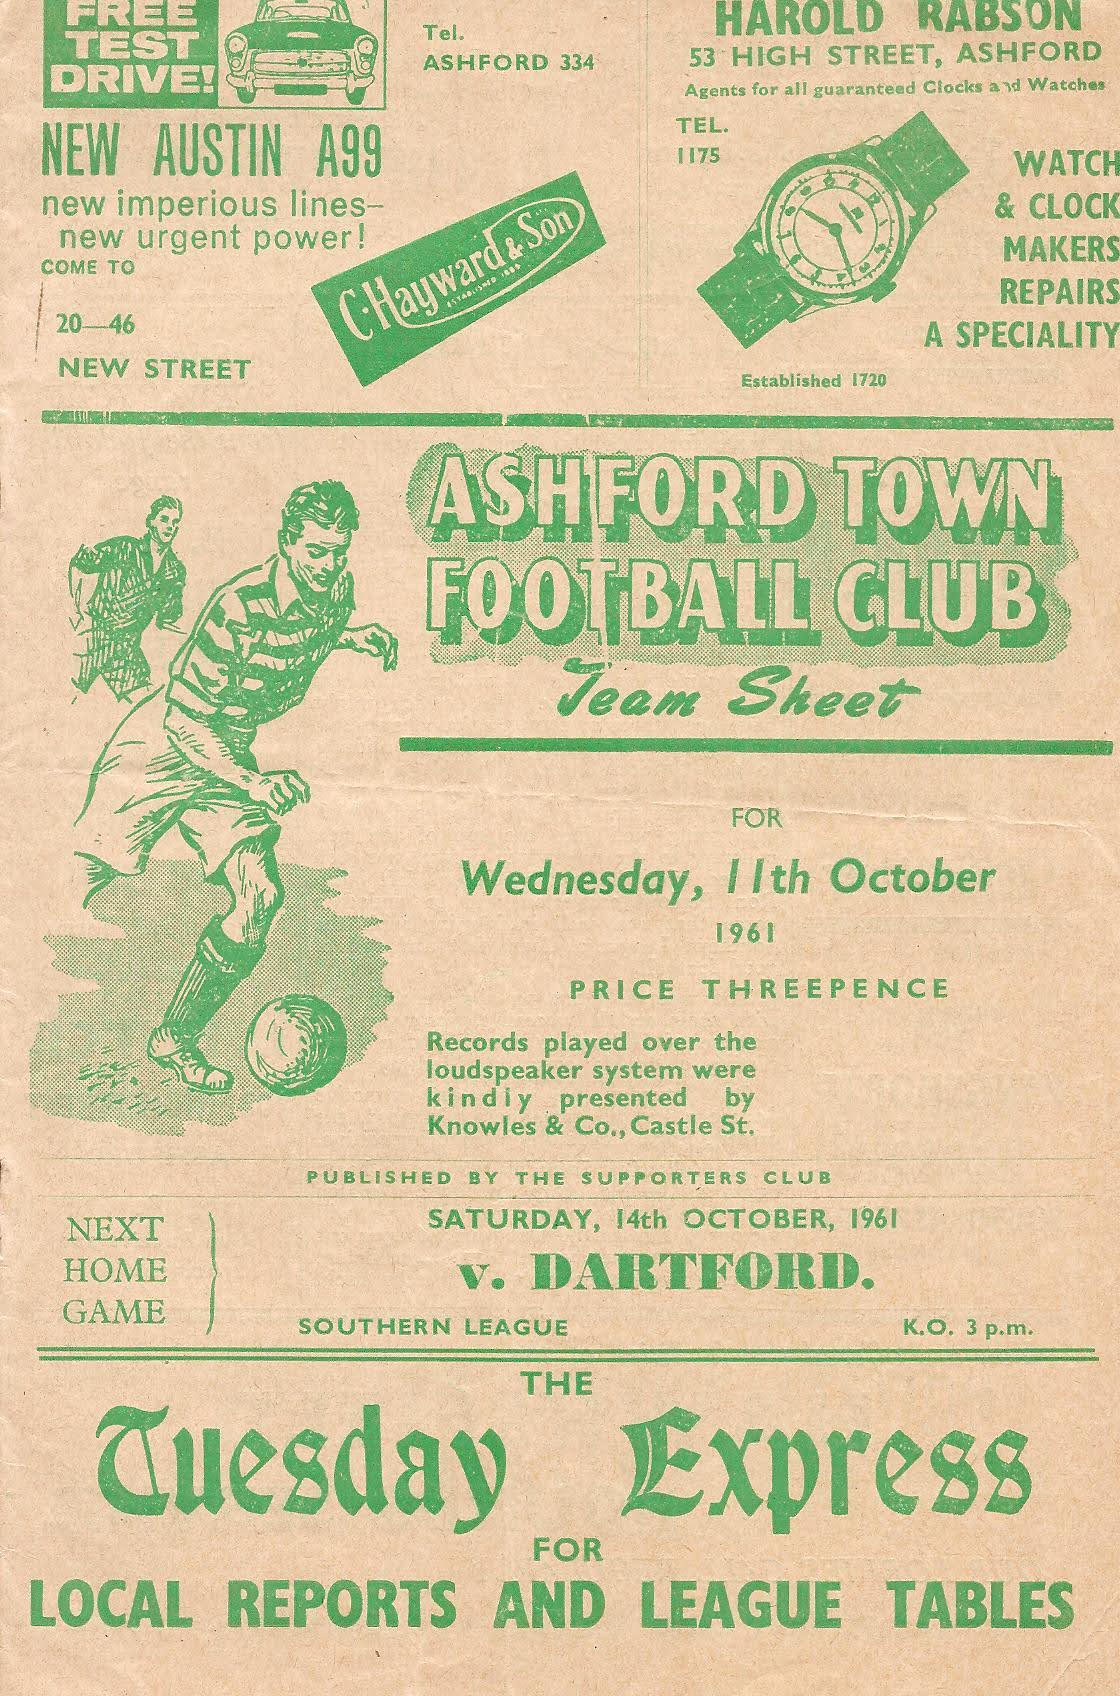 FREE
TEST
DRIVE!
NEW AUSTIN A99
new imperious lines–
new urgent power!
COME TO
20—46
NEW STREET
Tel.
ASHFORD 334
C. Hayward & Son
ESTABLISHED
HAROLD RABSON
53 HIGH STREET, ASHFORD
Agents for all guaranteed Clocks and Watches
TEL.
1175
WATCH
& CLOCK
MAKERS
REPAIRS
A SPECIALITY
Established 1720
ASHFORD TOWN
FOOTBALL CLUB
Team Sheet
FOR
Wednesday, 11th October
1961
PRICE THREEPENCE
Records played over the
loudspeaker system were
kindly presented by
Knowles & Co., Castle St.
PUBLISHED BY THE SUPPORTERS CLUB
NEXT
HOME
GAME
SATURDAY, 14th OCTOBER, 1961
v. DARTFORD.
SOUTHERN LEAGUE K.O. 3 p.m.
THE
Tuesday Express
FOR
LOCAL REPORTS AND LEAGUE TABLES